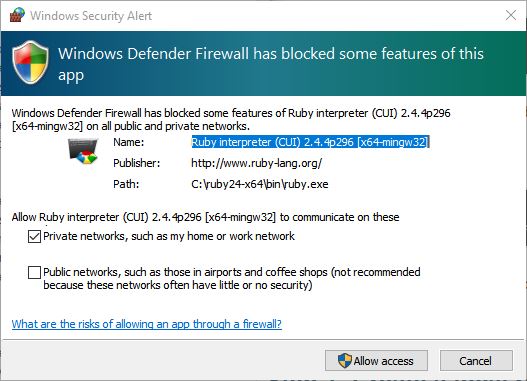 Windows Security Alert
Windows Defender Firewall has blocked some features of this
app
Windows Defender Firewall has blocked some features of Ruby interpreter (CUI) 2.4.4p296
[x64-mingw32] on all public and private networks.
Name: Ruby interpreter (CUI) 2.4.4p296 [x64-mingw32]
Publisher: http://www.ruby-lang.org/
Path: C:\ruby24-x64\bin\ruby.exe
Allow Ruby interpreter (CUI) 2.4.4p296 [x64-mingw32] to communicate on these
Private networks, such as my home or work network
Public networks, such as those in airports and coffee shops (not recommended
because these networks often have little or no security)
What are the risks of allowing an app through a firewall?
Allow access Cancel